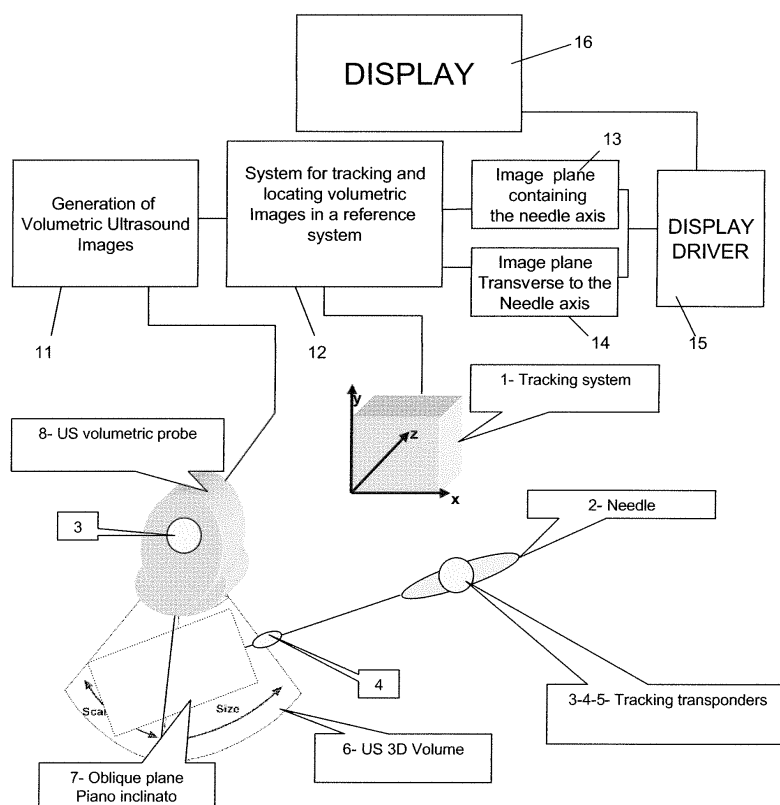 16
DISPLAY
13
System for tracking and
locating volumetric
Images in a reference
system
Image plane
containing
the needle axis
Generation of
Volumetric Ultrasound
Images
DISPLAY
DRIVER
Image plane
Transverse to the
Needle axis
11
12
14
15
1- Tracking system
y
z
x
8- US volumetric probe
2- Needle
3
4
3-4-5- Tracking transponders
Size
6- US 3D Volume
7- Oblique plane
Piano inclinato